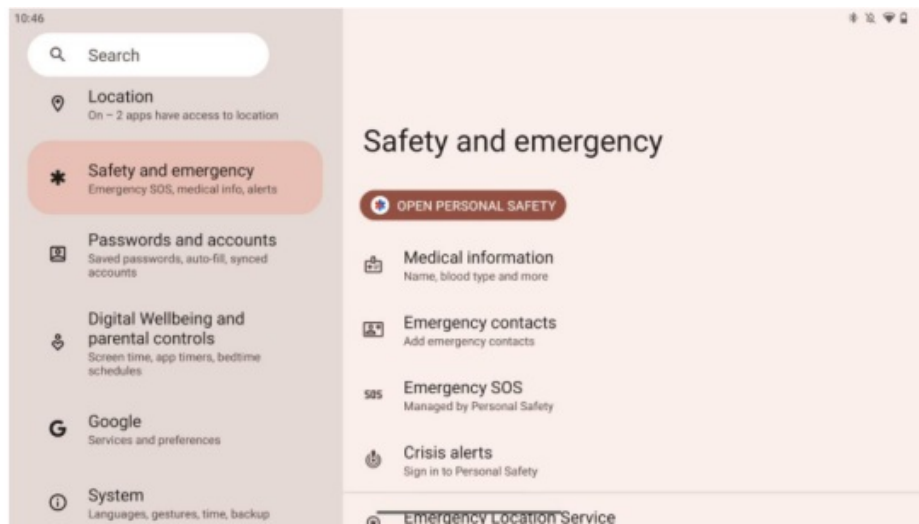 10:46
Search
Location
On – 2 apps have access to location
Safety and emergency
Emergency SOS, medical info, alerts
Passwords and accounts
Saved passwords, auto-fill, synced
accounts
Digital Wellbeing and
parental controls
Screen time, app timers, bedtime
schedules
Google
Services and preferences
System
Languages, gestures, time, backup
Safety and emergency
OPEN PERSONAL SAFETY
Medical information
Name, blood type and more
Emergency contacts
Add emergency contacts
SOS
Emergency SOS
Managed by Personal Safety
Crisis alerts
Sign in to Personal Safety
Emergency Location Service